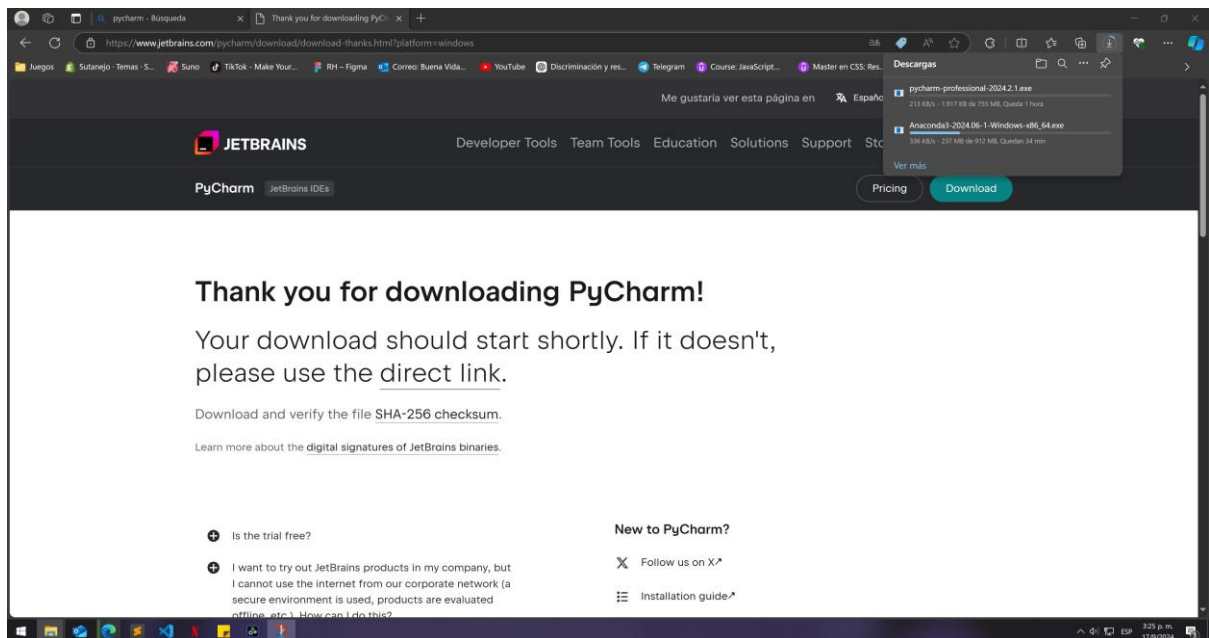 pycharm - Búsqueda
Thank you for downloading PyCh
https://www.jetbrains.com/pycharm/download/download-thanks.html?platform=windows
Juegos Sutanejo - Temas - S... Suno TikTok - Make Your... RH – Figma Correo: Buena Vida... YouTube Discriminación y res... Telegram Course: JavaScript... Master en CSS: Res...
Descargas
pycharm-professional-2024.2.1.exe
213 KB/s - 1.917 KB de 755 MB, Queda 1 hora
Anaconda3-2024.06-1-Windows-x86_64.exe
336 KB/s - 237 MB de 912 MB, Quedan 34 min
Ver más
Me gustaría ver esta página en Españo
JETBRAINS
Developer Tools Team Tools Education Solutions Support Sto
PyCharm JetBrains IDEs
Pricing Download
Thank you for downloading PyCharm!
Your download should start shortly. If it doesn't,
please use the direct link.
Download and verify the file SHA-256 checksum.
Learn more about the digital signatures of JetBrains binaries.
Is the trial free?
I want to try out JetBrains products in my company, but
I cannot use the internet from our corporate network (a
secure environment is used, products are evaluated
offline, etc.). How can I do this?
New to PyCharm?
Follow us on X↗
Installation guide↗
ESP
3:25 p. m.
17/9/2024